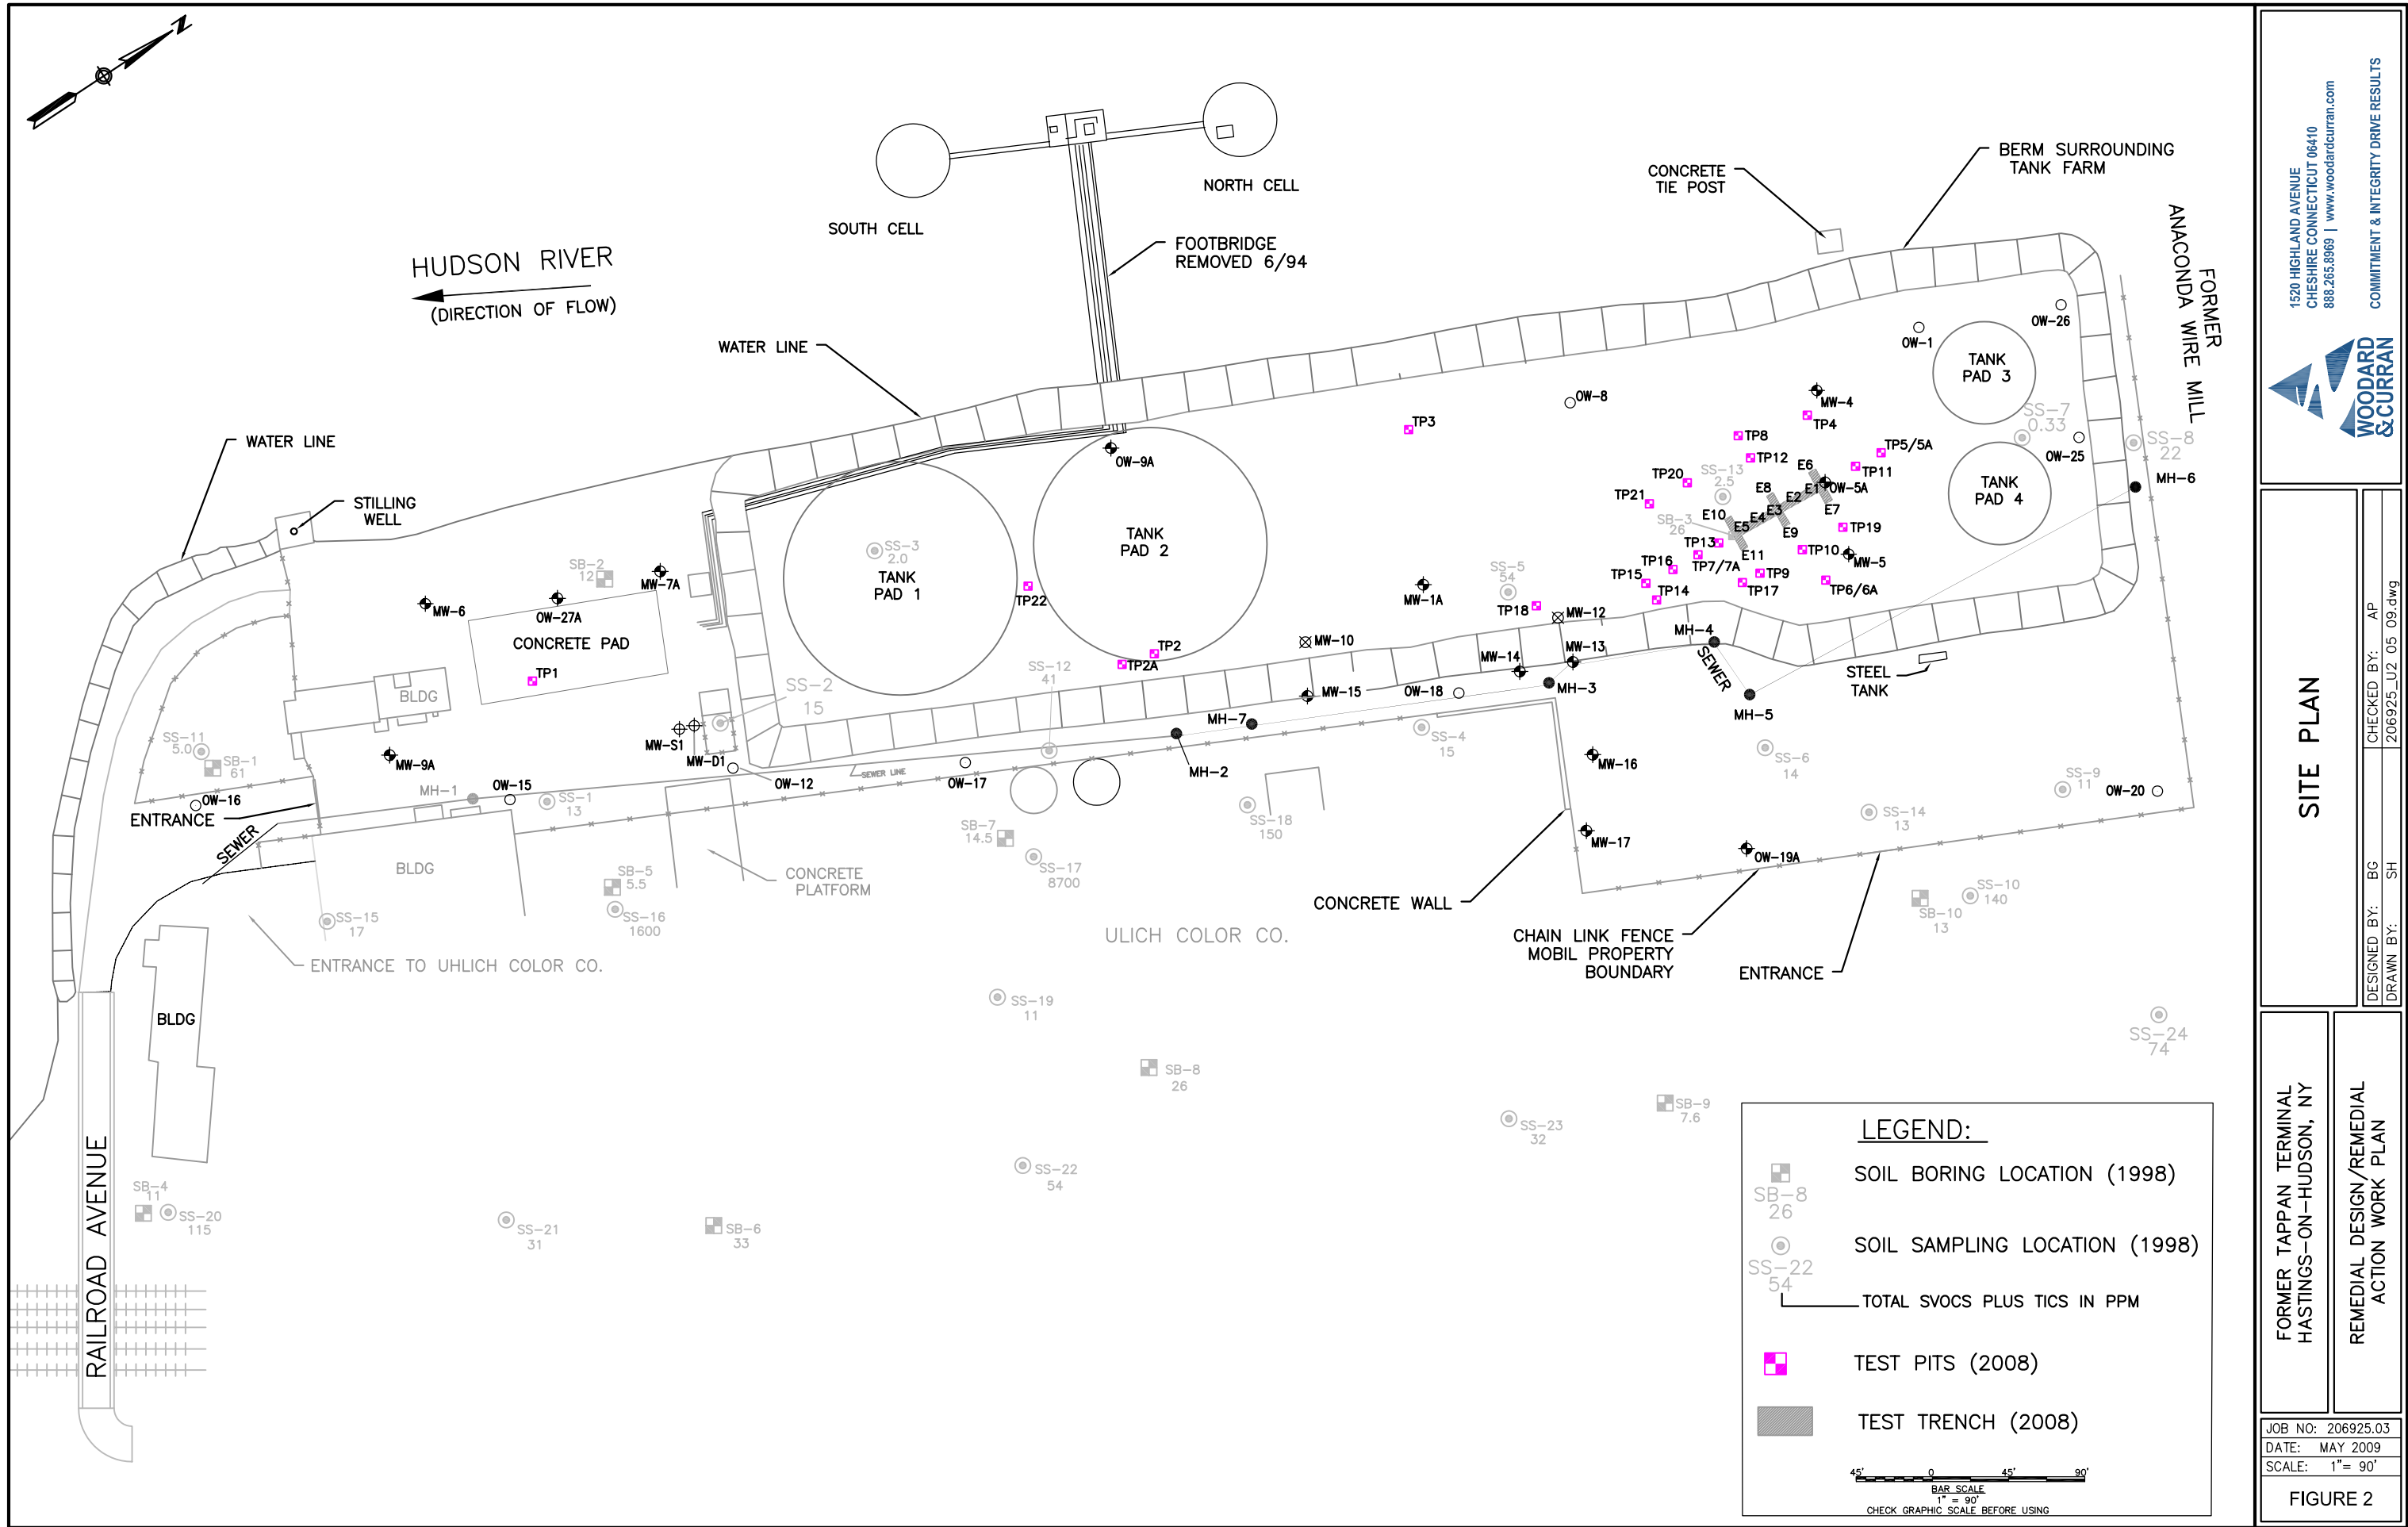 N
SOUTH CELL
NORTH CELL
HUDSON RIVER
(DIRECTION OF FLOW)
FOOTBRIDGE
REMOVED 6/94
CONCRETE
TIE POST
BERM SURROUNDING
TANK FARM
FORMER
ANACONDA WIRE MILL
WATER LINE
WATER LINE
STILLING
WELL
OW-26
OW-1
TANK
PAD 3
OW-8
MW-4
TP4
TP3
TP8
TP12
TP5/5A
TP11
SS-7
0.33
OW-25
SS-8
22
MH-6
OW-9A
TP20
TP21
SS-13
2.5
E6
E8
E1
OW-5A
E2
E7
E10
E3
E4
E5
E9
E11
SB-3
26
TANK
PAD 4
TP19
TP13
TP10
MW-5
TP16
TP7/7A
TP15
TP9
TP14
TP17
TP6/6A
SS-3
2.0
TANK
PAD 1
TANK
PAD 2
SB-2
12
MW-7A
MW-6
OW-27A
CONCRETE PAD
TP22
MW-1A
SS-5
54
TP18
MW-12
MW-10
MH-4
SEWER
MW-13
MW-14
TP2
TP2A
TP1
BLDG
SS-12
41
SS-2
15
MW-15
OW-18
MH-3
MH-5
STEEL
TANK
MH-7
MH-2
MW-S1
MW-D1
SS-4
15
SS-11
5.0
SB-1
61
MW-9A
MW-16
SS-6
14
OW-16
ENTRANCE
MH-1
OW-15
SS-1
13
OW-12
SEWER LINE
OW-17
SS-9
11
OW-20
SS-14
13
SS-18
150
MW-17
OW-19A
SEWER
BLDG
SB-7
14.5
SS-17
8700
SB-5
5.5
SS-16
1600
CONCRETE
PLATFORM
CONCRETE WALL
SS-10
140
SB-10
13
SS-15
17
ULICH COLOR CO.
ENTRANCE TO UHLICH COLOR CO.
CHAIN LINK FENCE
MOBIL PROPERTY
BOUNDARY
ENTRANCE
BLDG
SS-19
11
SS-24
74
SB-8
26
SB-9
7.6
SS-23
32
SS-22
54
SB-4
11
SS-20
115
SS-21
31
SB-6
33
RAILROAD AVENUE
LEGEND:
SB-8
26
SOIL BORING LOCATION (1998)
SS-22
54
SOIL SAMPLING LOCATION (1998)
TOTAL SVOCS PLUS TICS IN PPM
TEST PITS (2008)
TEST TRENCH (2008)
45' 0 45' 90'
BAR SCALE
1" = 90'
CHECK GRAPHIC SCALE BEFORE USING
1520 HIGHLAND AVENUE
CHESHIRE CONNECTICUT 06410
888.265.8969 | www.woodardcurran.com
COMMITMENT & INTEGRITY DRIVE RESULTS
WOODARD
&CURRAN
SITE PLAN
DESIGNED BY: BG
CHECKED BY: AP
DRAWN BY: SH
206925_U2 05 09.dwg
FORMER TAPPAN TERMINAL
HASTINGS-ON-HUDSON, NY
REMEDIAL DESIGN/REMEDIAL
ACTION WORK PLAN
JOB NO: 206925.03
DATE: MAY 2009
SCALE: 1"= 90'
FIGURE 2